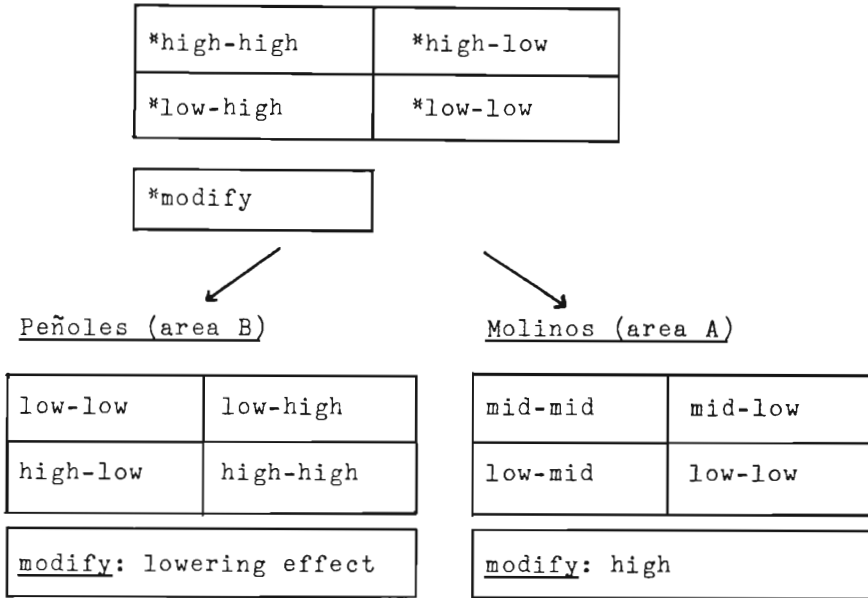 *high-high *high-low
*low-high *low-low
*modify
Peñoles (area B) Molinos (area A)
low-low low-high mid-mid mid-low
high-low high-high low-mid low-low
modify: lowering effect modify: high